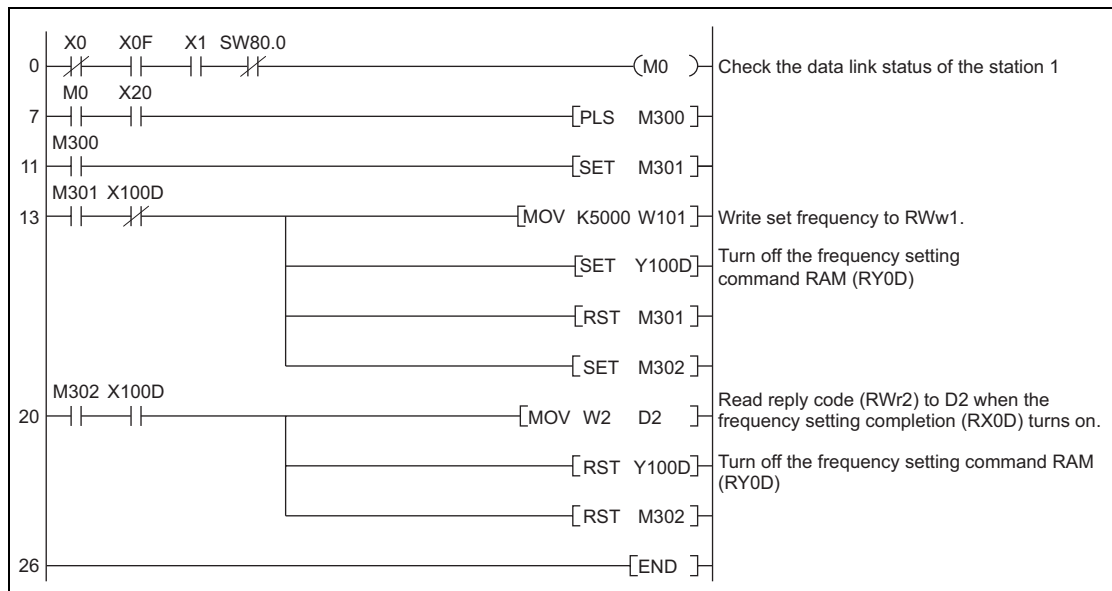 X0 X0F X1 SW80.0
0 M0 Check the data link status of the station 1
M0 X20
7 PLS M300
M300
11 SET M301
M301 X100D
13 MOV K5000 W101 Write set frequency to RWw1.
SET Y100D Turn off the frequency setting
command RAM (RY0D)
RST M301
SET M302
M302 X100D
20 MOV W2 D2 Read reply code (RWr2) to D2 when the
frequency setting completion (RX0D) turns on.
RST Y100D Turn off the frequency setting command RAM
(RY0D)
RST M302
26 END